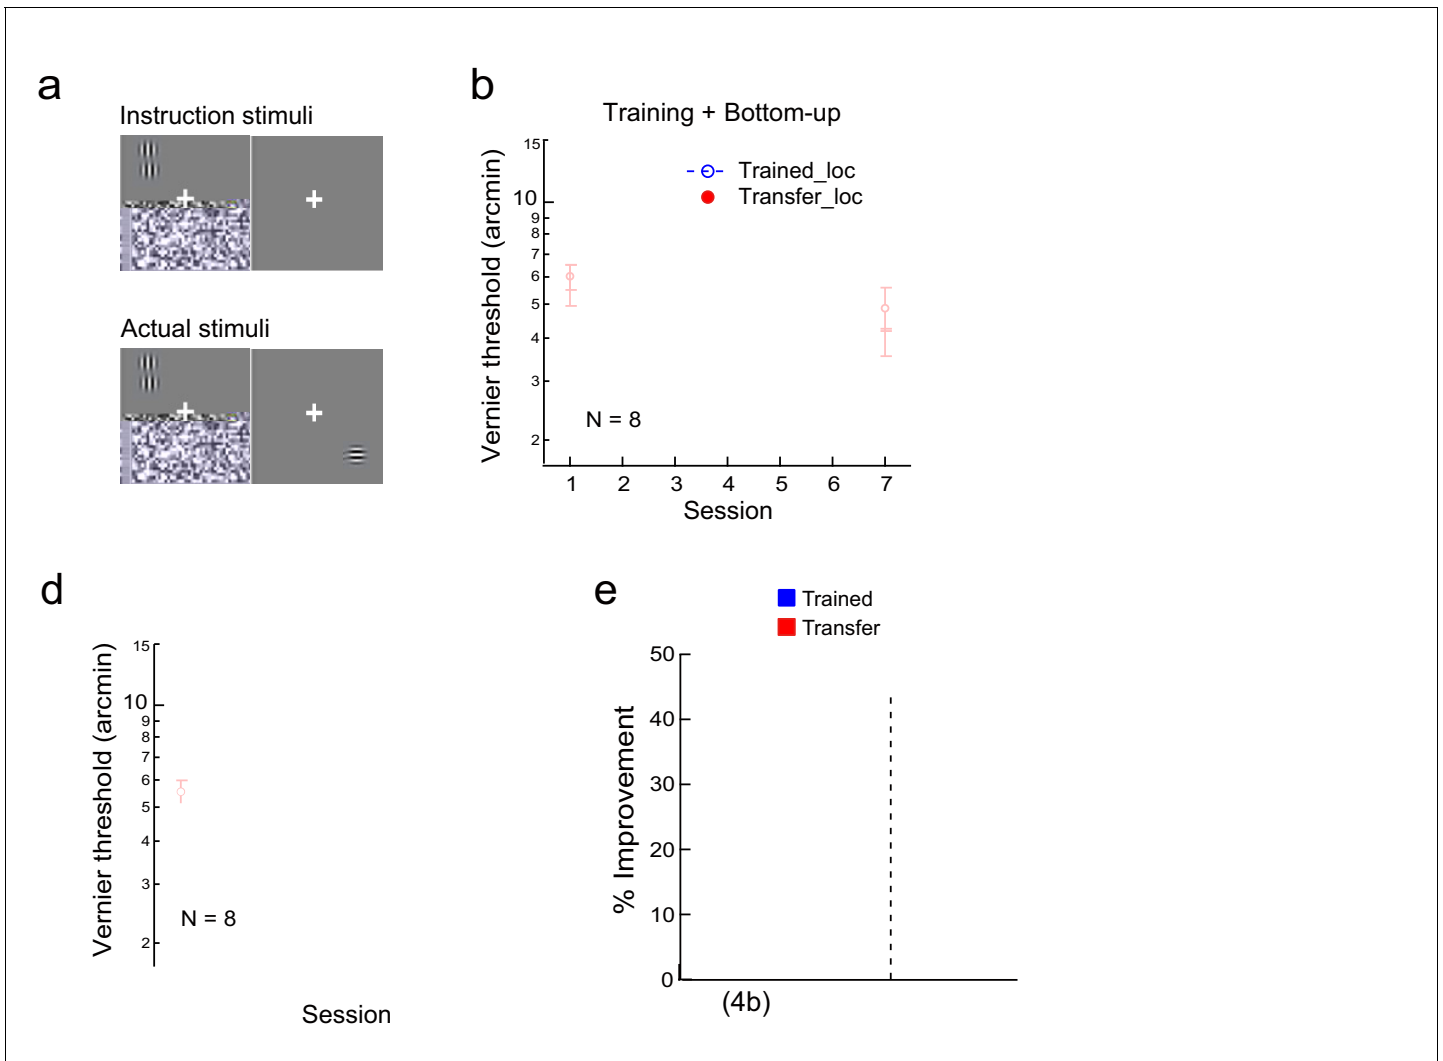 a
Instruction stimuli
Actual stimuli
b
Training + Bottom-up
Vernier threshold (arcmin)
15
10
9
8
7
6
5
4
3
2
Trained_loc
Transfer_loc
N = 8
1 2 3 4 5 6 7
Session
d
Vernier threshold (arcmin)
15
10
9
8
7
6
5
4
3
2
N = 8
Session
e
Trained
Transfer
% Improvement
50
40
30
20
10
0
(4b)